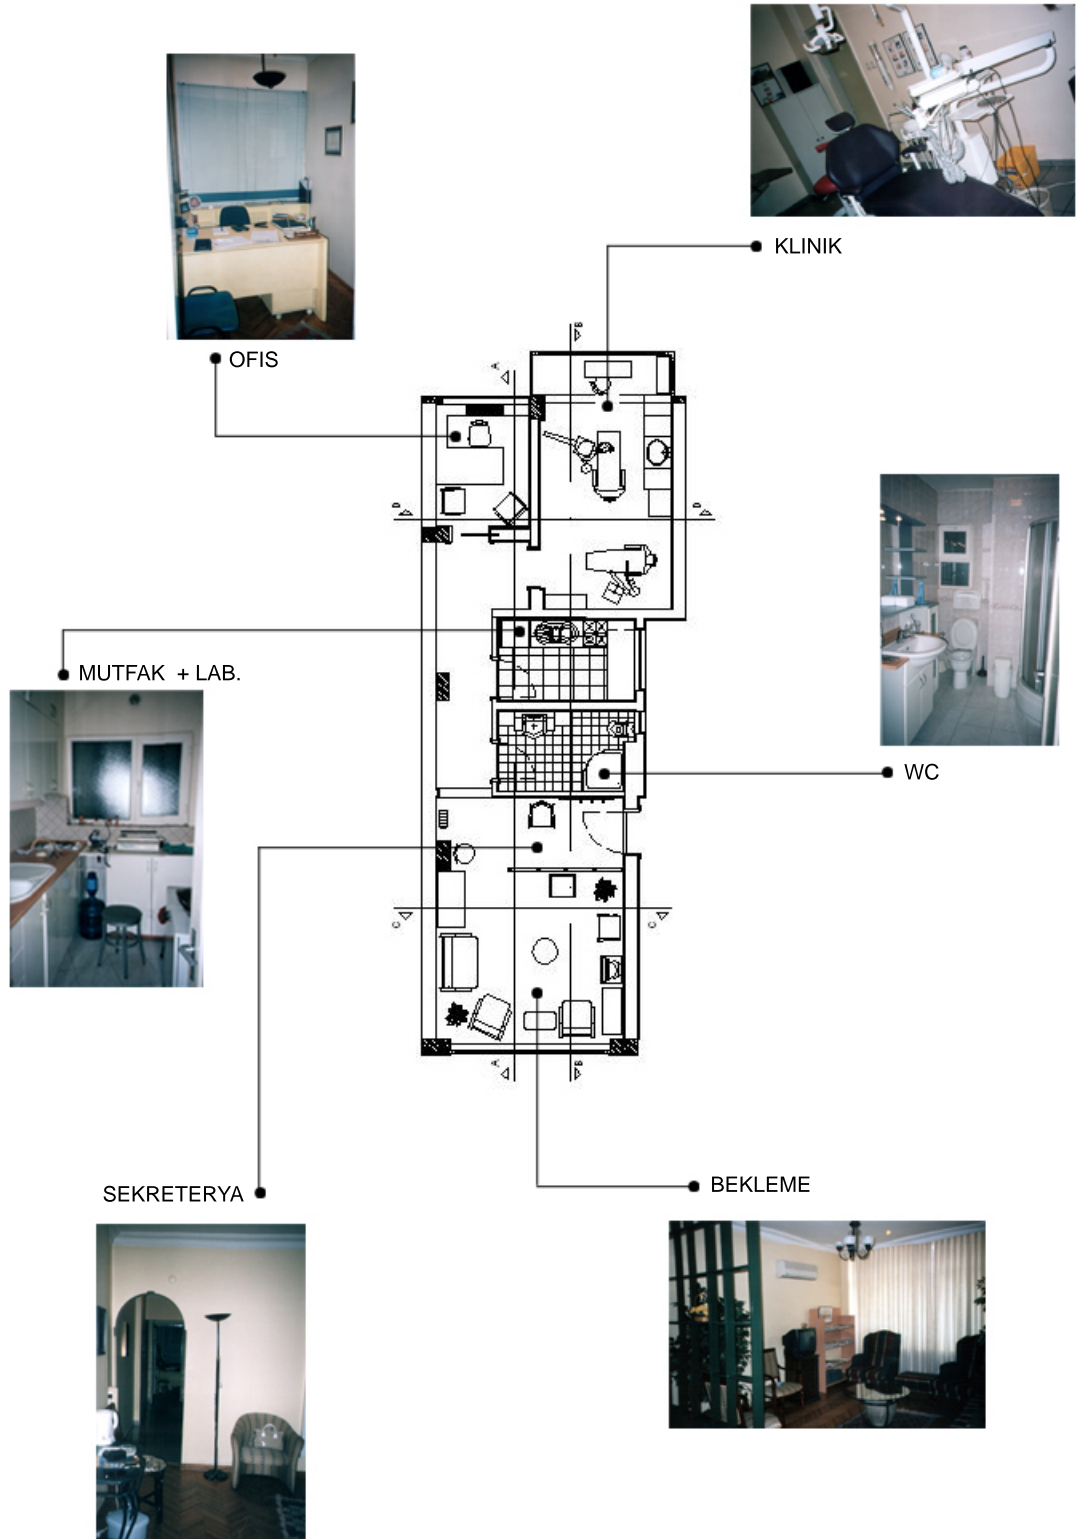 KLINIK
OFIS
B
A
D
D
MUTFAK + LAB.
WC
C
C
A
B
SEKRETERYA
BEKLEME